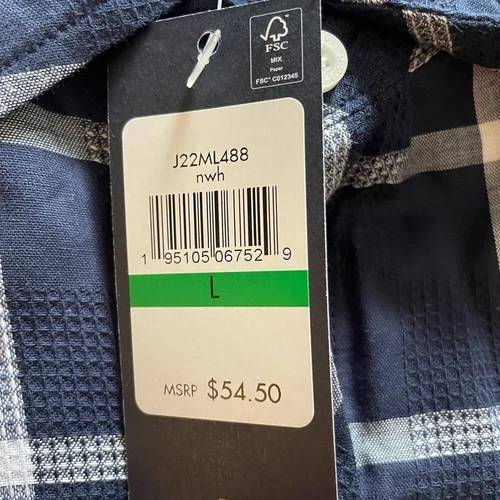 FSC
MIX
Paper
FSC® C012345
J22ML488
nwh
1 95105 06752 9
L
MSRP $54.50